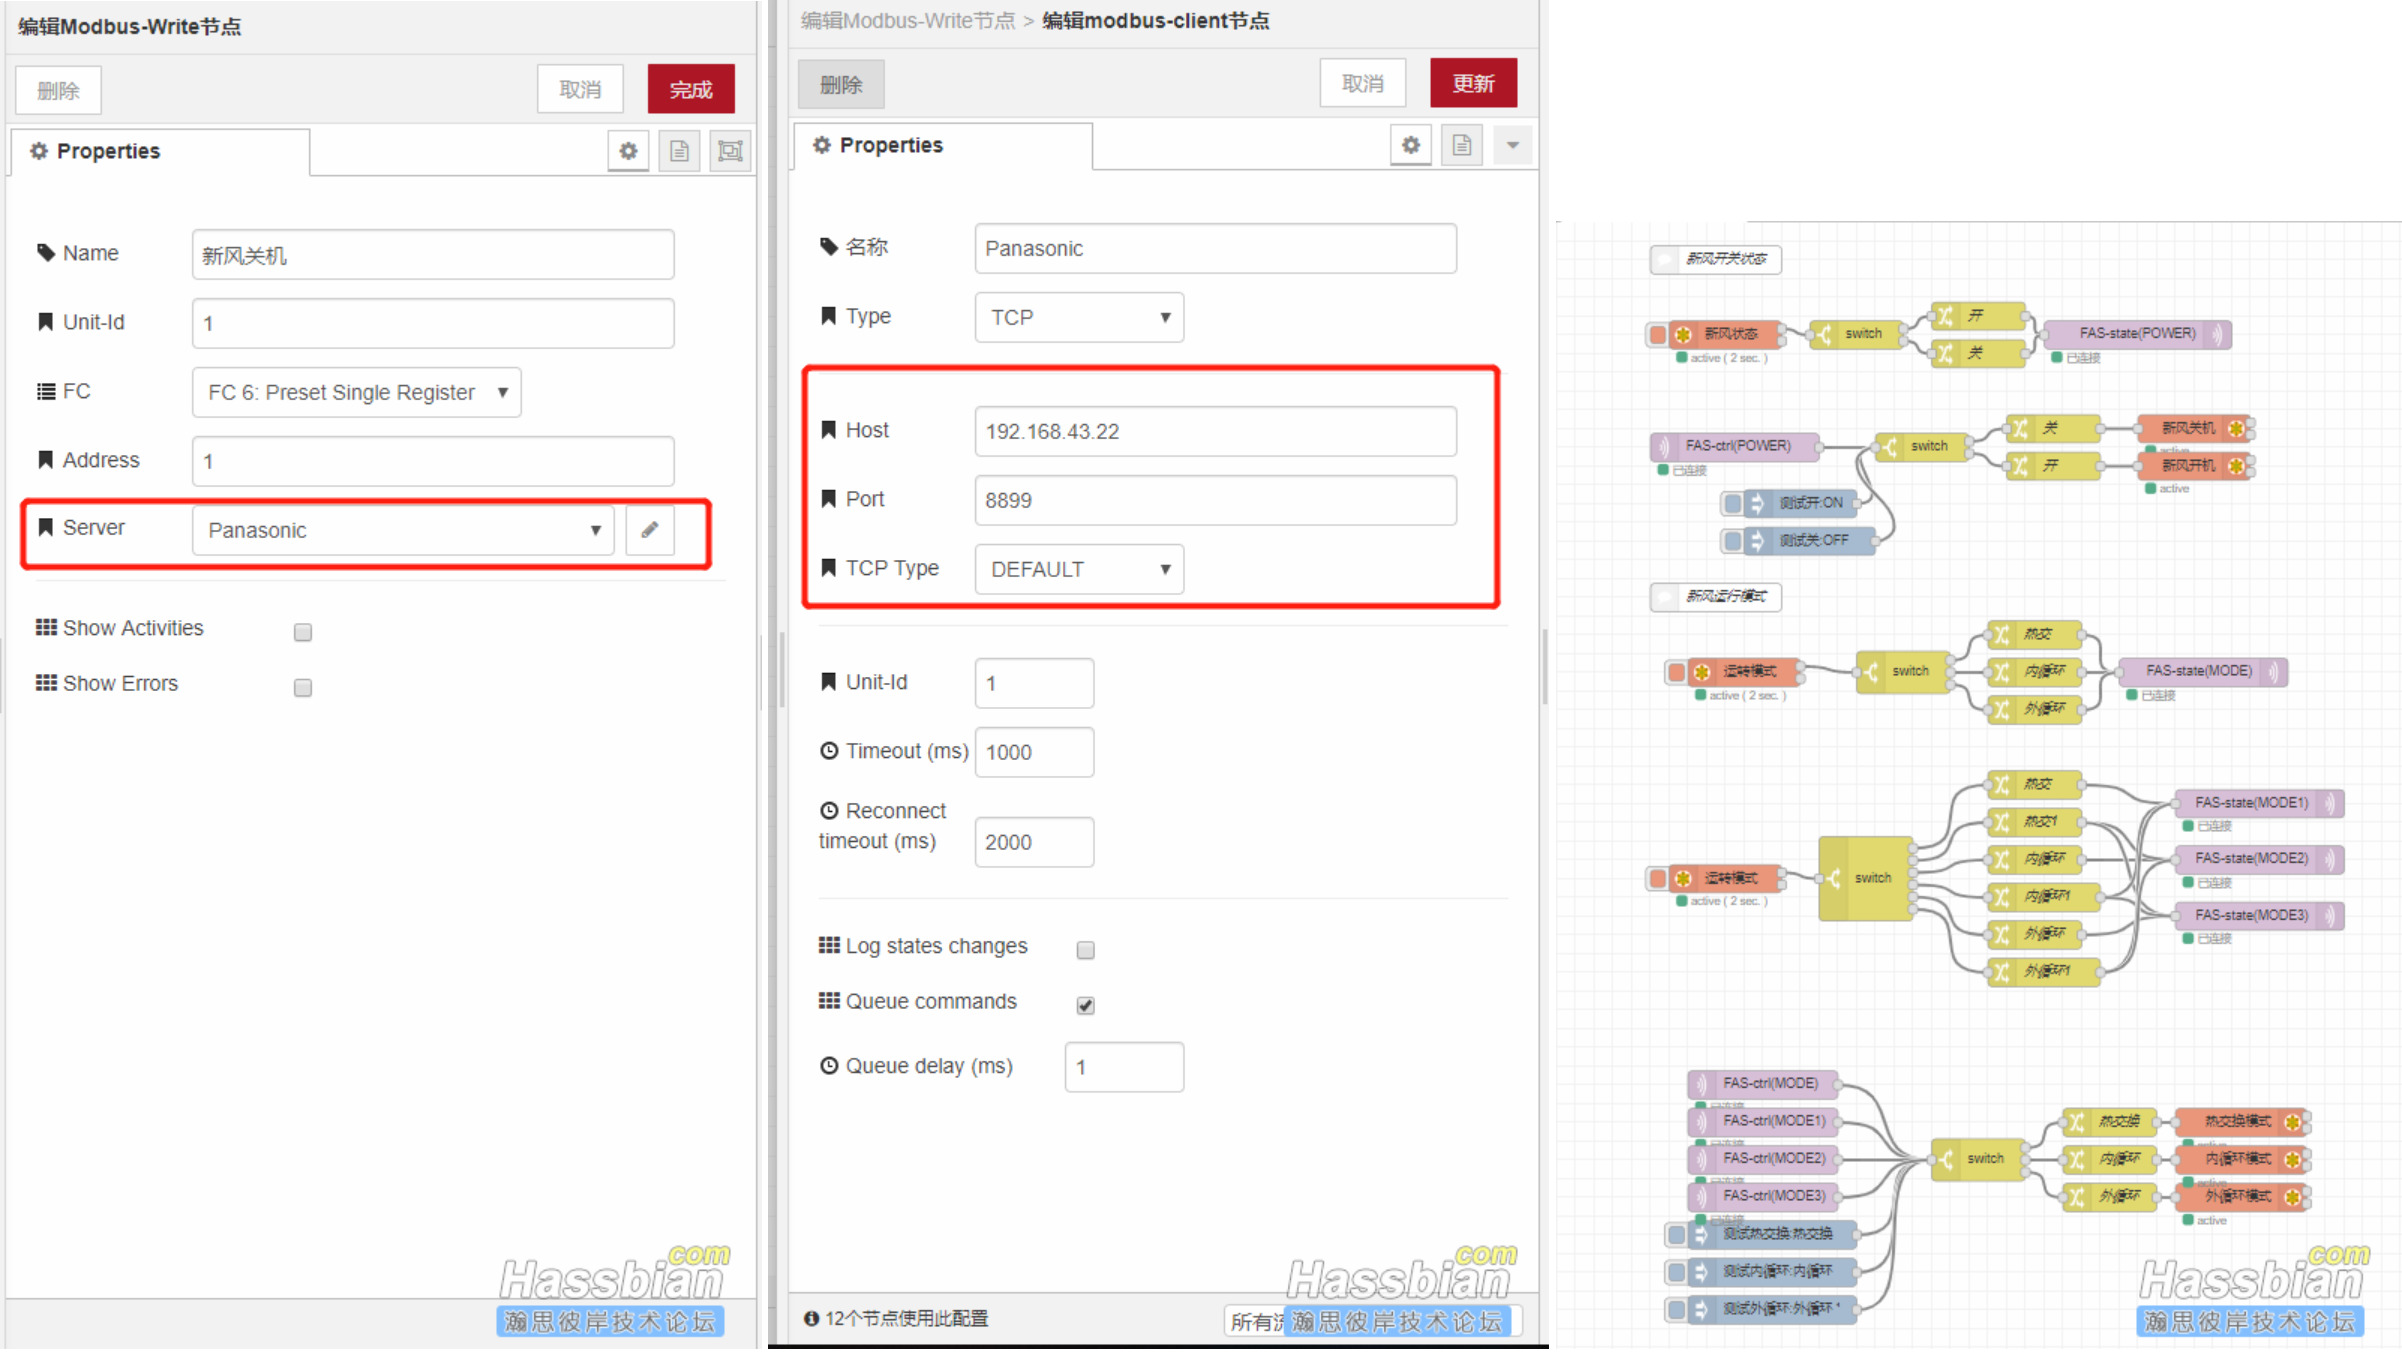 编辑Modbus-Write节点
删除
取消
完成
Properties
Name
新风关机
Unit-Id
1
FC
FC 6: Preset Single Register
Address
1
Server
Panasonic
Show Activities
Show Errors
Hassbian
com
瀚思彼岸技术论坛
编辑Modbus-Write节点 > 编辑modbus-client节点
删除
取消
更新
Properties
名称
Panasonic
Type
TCP
Host
192.168.43.22
Port
8899
TCP Type
DEFAULT
Unit-Id
1
Timeout (ms)
1000
Reconnect
timeout (ms)
2000
Log states changes
Queue commands
Queue delay (ms)
1
12个节点使用此配置
所有
Hassbian
com
瀚思彼岸技术论坛
新风开关状态
新风状态
active ( 2 sec. )
switch
开
关
FAS-state(POWER)
已连接
FAS-ctrl(POWER)
已连接
switch
关
开
新风关机
active
新风开机
active
测试开:ON
测试关:OFF
新风运行模式
运转模式
active ( 2 sec. )
switch
热交
内循环
外循环
FAS-state(MODE)
已连接
运转模式
active ( 2 sec. )
switch
热交
热交1
内循环
内循环1
外循环
外循环1
FAS-state(MODE1)
已连接
FAS-state(MODE2)
已连接
FAS-state(MODE3)
已连接
FAS-ctrl(MODE)
已连接
FAS-ctrl(MODE1)
已连接
FAS-ctrl(MODE2)
已连接
FAS-ctrl(MODE3)
已连接
测试热交换:热交换
测试内循环:内循环
测试外循环:外循环
switch
热交换
内循环
外循环
热交换模式
active
内循环模式
active
外循环模式
active
Hassbian
com
瀚思彼岸技术论坛